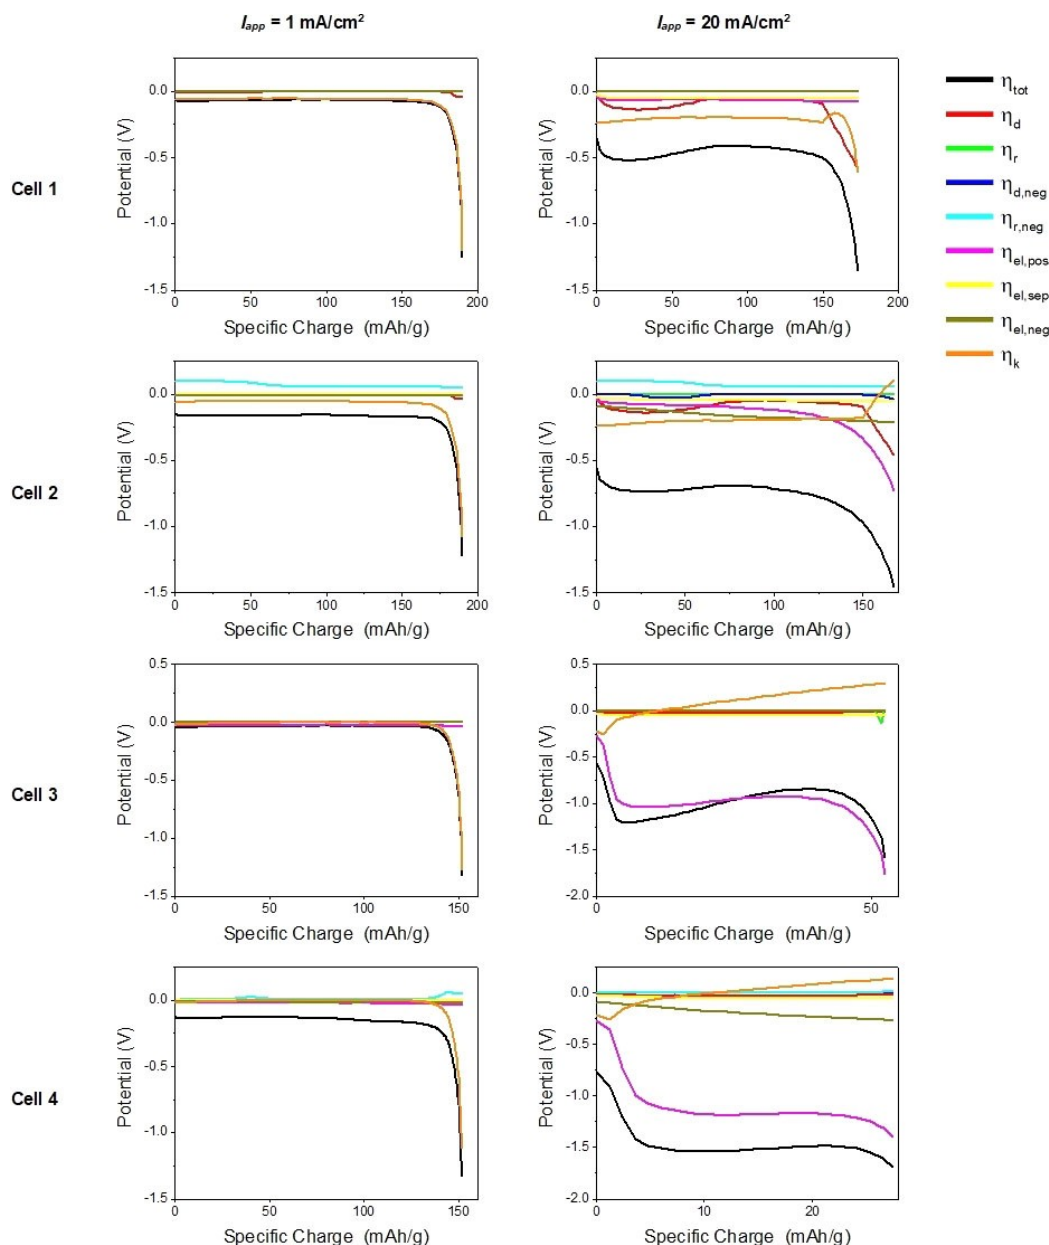 I_app = 1 mA/cm² I_app = 20 mA/cm²
Cell 1
Potential (V)
0.0
-0.5
-1.0
-1.5
0 50 100 150 200
Specific Charge (mAh/g)
Potential (V)
0.0
-0.5
-1.0
-1.5
0 50 100 150 200
Specific Charge (mAh/g)
η_tot
η_d
η_r
η_d,neg
η_r,neg
η_el,pos
η_el,sep
η_el,neg
η_k
Cell 2
Potential (V)
0.0
-0.5
-1.0
-1.5
0 50 100 150 200
Specific Charge (mAh/g)
Potential (V)
0.0
-0.5
-1.0
-1.5
0 50 100 150
Specific Charge (mAh/g)
Cell 3
Potential (V)
0.5
0.0
-0.5
-1.0
-1.5
0 50 100 150
Specific Charge (mAh/g)
Potential (V)
0.5
0.0
-0.5
-1.0
-1.5
-2.0
0 50
Specific Charge (mAh/g)
Cell 4
Potential (V)
0.0
-0.5
-1.0
-1.5
0 50 100 150
Specific Charge (mAh/g)
Potential (V)
0.0
-0.5
-1.0
-1.5
-2.0
0 10 20
Specific Charge (mAh/g)